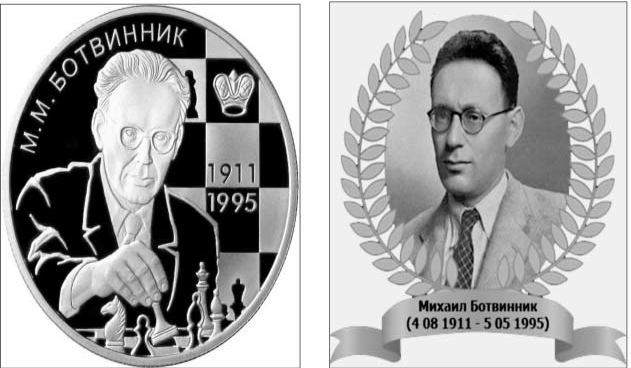 М.М. БОТВИННИК
1911
1995
Михаил Ботвинник
(4 08 1911 - 5 05 1995)